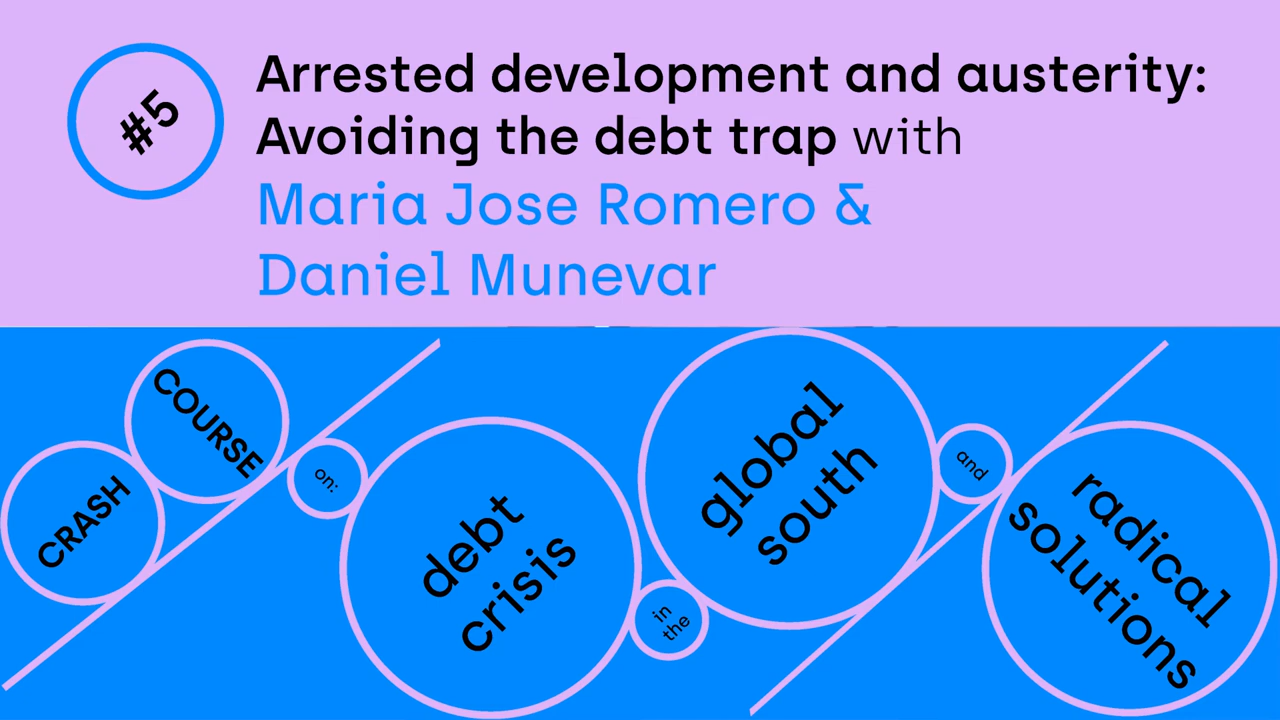 #5
Arrested development and austerity:
Avoiding the debt trap with
Maria Jose Romero &
Daniel Munevar
CRASH
COURSE
on:
debt
crisis
in
the
global
south
and
radical
solutions